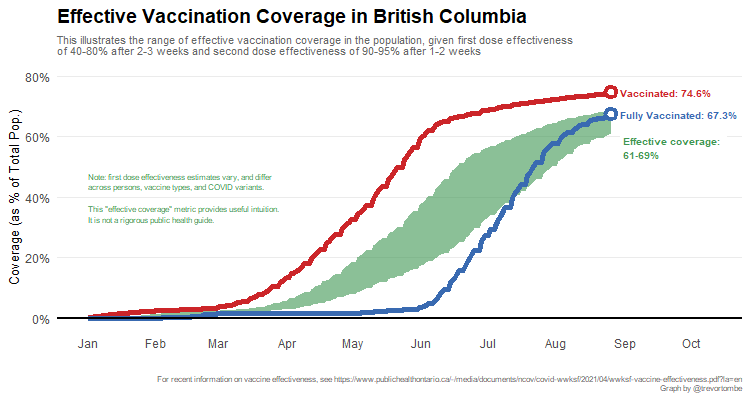 Effective Vaccination Coverage in British Columbia
This illustrates the range of effective vaccination coverage in the population, given first dose effectiveness
of 40-80% after 2-3 weeks and second dose effectiveness of 90-95% after 1-2 weeks
Coverage (as % of Total Pop.)
80%
60%
40%
20%
0%
Vaccinated: 74.6%
Fully Vaccinated: 67.3%
Effective coverage:
61-69%
Note: first dose effectiveness estimates vary, and differ
across persons, vaccine types, and COVID variants.
This "effective coverage" metric provides useful intuition.
It is not a rigorous public health guide.
Jan Feb Mar Apr May Jun Jul Aug Sep Oct
For recent information on vaccine effectiveness, see https://www.publichealthontario.ca/-/media/documents/ncov/covid-wwksf/2021/04/wwksf-vaccine-effectiveness.pdf?la=en
Graph by @trevortombe